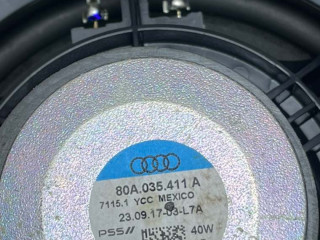 80A.035.411 A
7115.1 YCC MEXICO
23.09.17-03-L7A
PSS// 40W